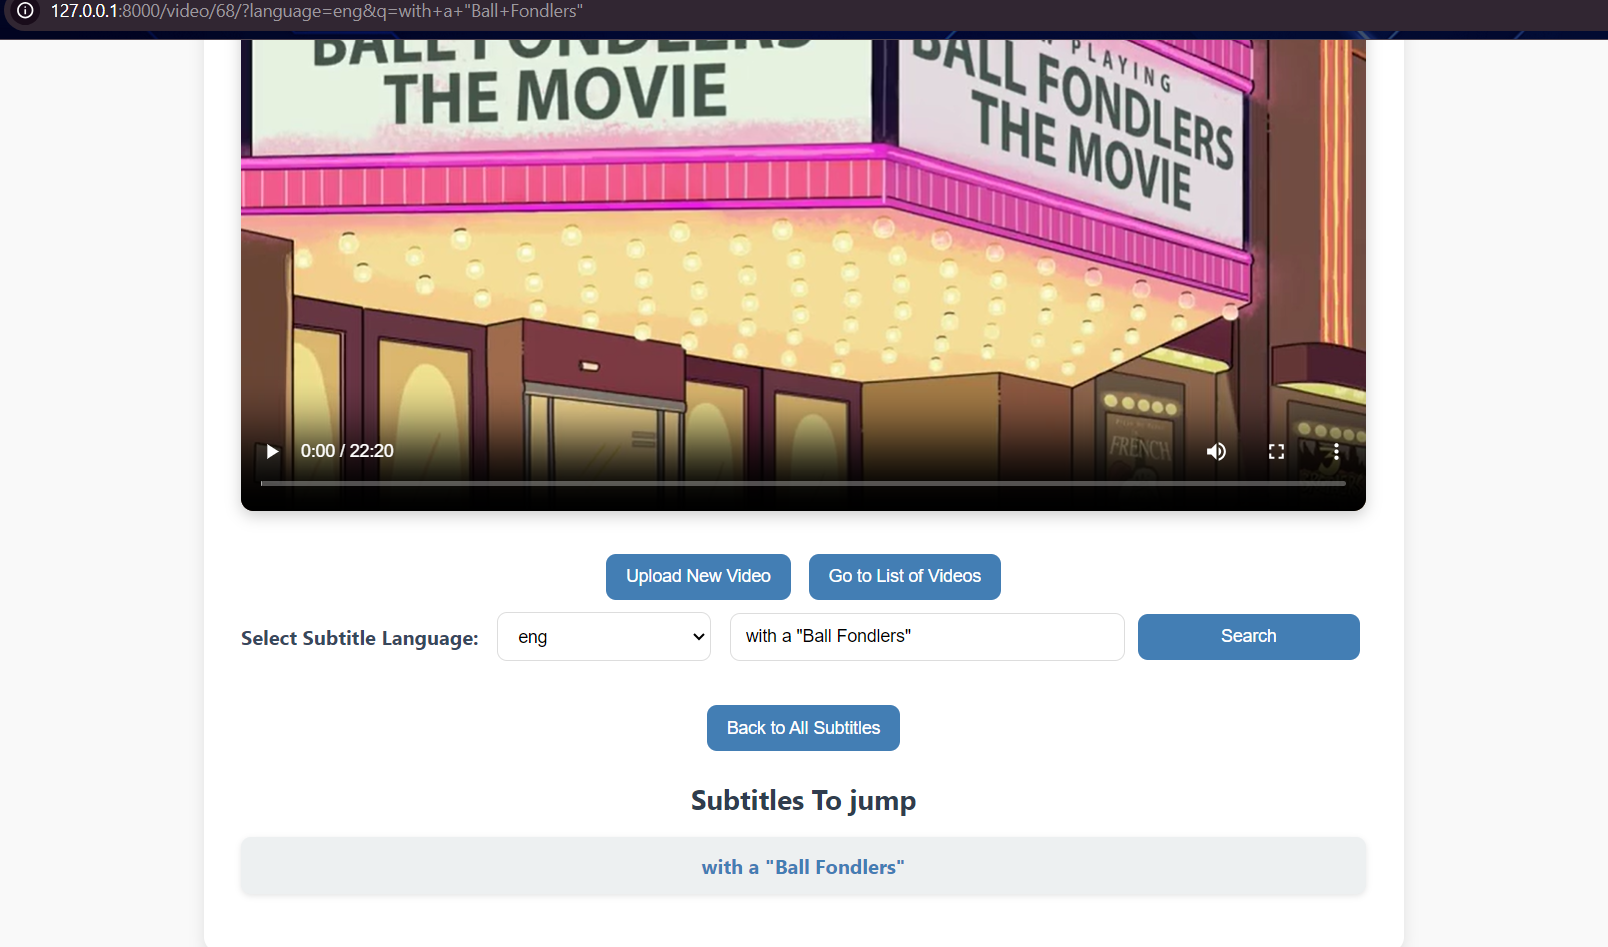 127.0.0.1:8000/video/68/?language=eng&q=with+a+"Ball+Fondlers"
BALL FONDLERS
THE MOVIE
PLAYING
BALL FONDLERS
THE MOVIE
FRENCH
0:00 / 22:20
Upload New Video
Go to List of Videos
Select Subtitle Language:
eng
with a "Ball Fondlers"
Search
Back to All Subtitles
Subtitles To jump
with a "Ball Fondlers"